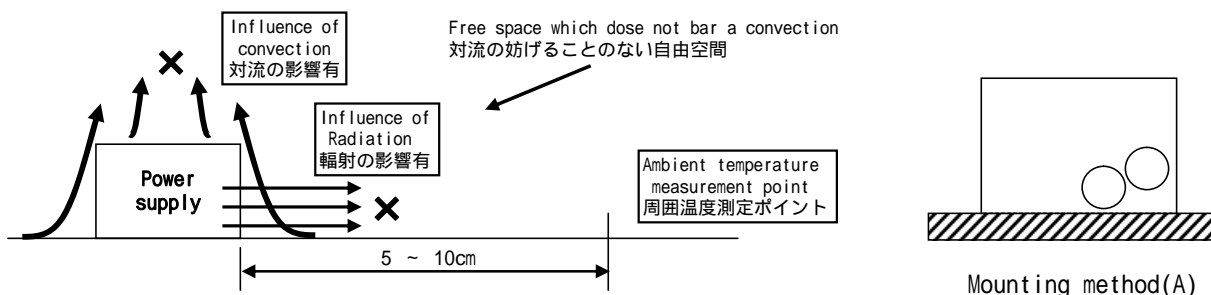 Influence of
convection
対流の影響有
Free space which dose not bar a convection
対流の妨げることのない自由空間
Influence of
Radiation
輻射の影響有
Power
supply
Ambient temperature
measurement point
周囲温度測定ポイント
5 ～ 10cm
Mounting method(A)